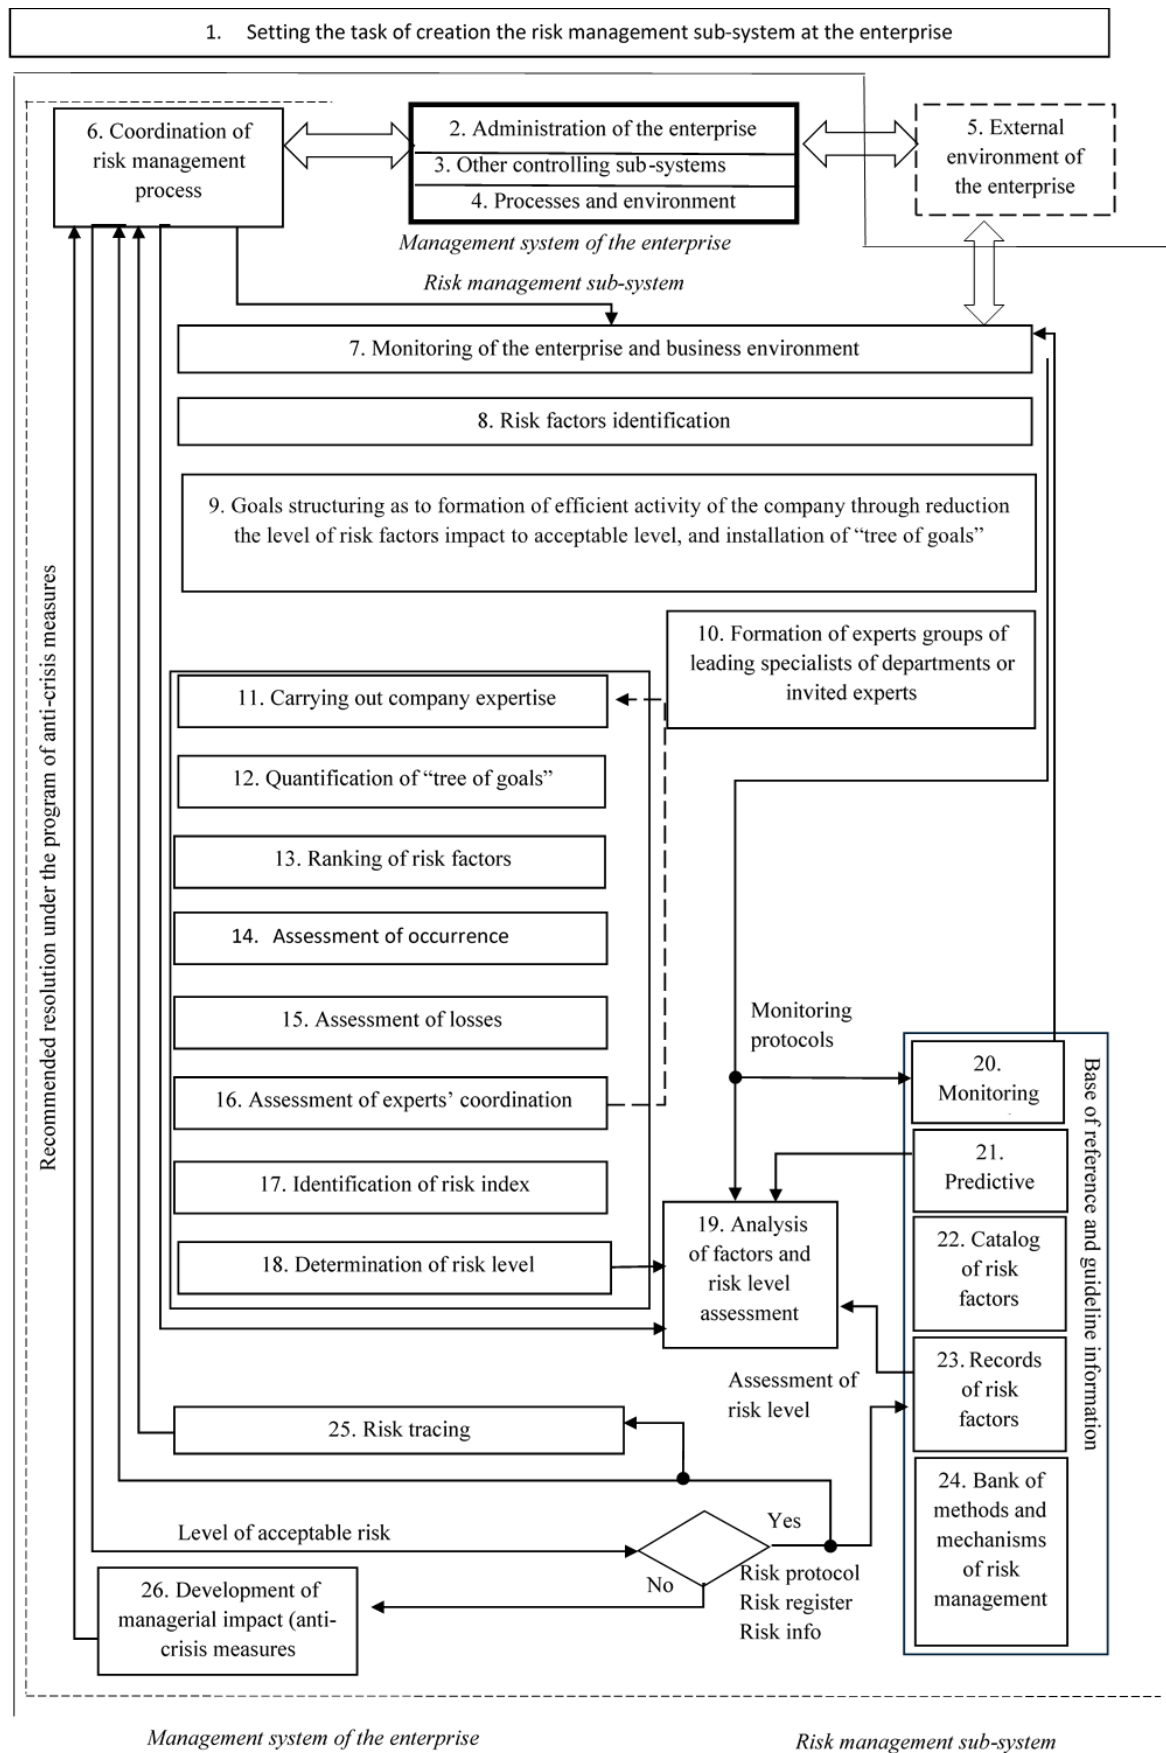 1. Setting the task of creation the risk management sub-system at the enterprise
6. Coordination of
risk management
process
2. Administration of the enterprise
3. Other controlling sub-systems
4. Processes and environment
5. External
environment of
the enterprise
Management system of the enterprise
Risk management sub-system
7. Monitoring of the enterprise and business environment
8. Risk factors identification
9. Goals structuring as to formation of efficient activity of the company through reduction
the level of risk factors impact to acceptable level, and installation of “tree of goals”
10. Formation of experts groups of
leading specialists of departments or
invited experts
11. Carrying out company expertise
12. Quantification of “tree of goals”
13. Ranking of risk factors
14. Assessment of occurrence
15. Assessment of losses
16. Assessment of experts’ coordination
17. Identification of risk index
18. Determination of risk level
Recommended resolution under the program of anti-crisis measures
Monitoring
protocols
19. Analysis
of factors and
risk level
assessment
20.
Monitoring
21.
Predictive
22. Catalog
of risk
factors
23. Records
of risk
factors
24. Bank of
methods and
mechanisms
of risk
management
Base of reference and guideline information
Assessment of
risk level
25. Risk tracing
Level of acceptable risk
Yes
No
Risk protocol
Risk register
Risk info
26. Development of
managerial impact (anti-
crisis measures
Management system of the enterprise
Risk management sub-system